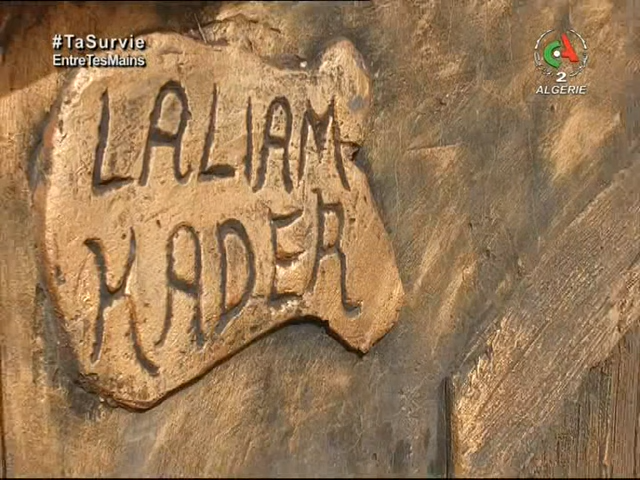 #TaSurvie
EntreTesMains
2
ALGERIE
LALIAM
KADER